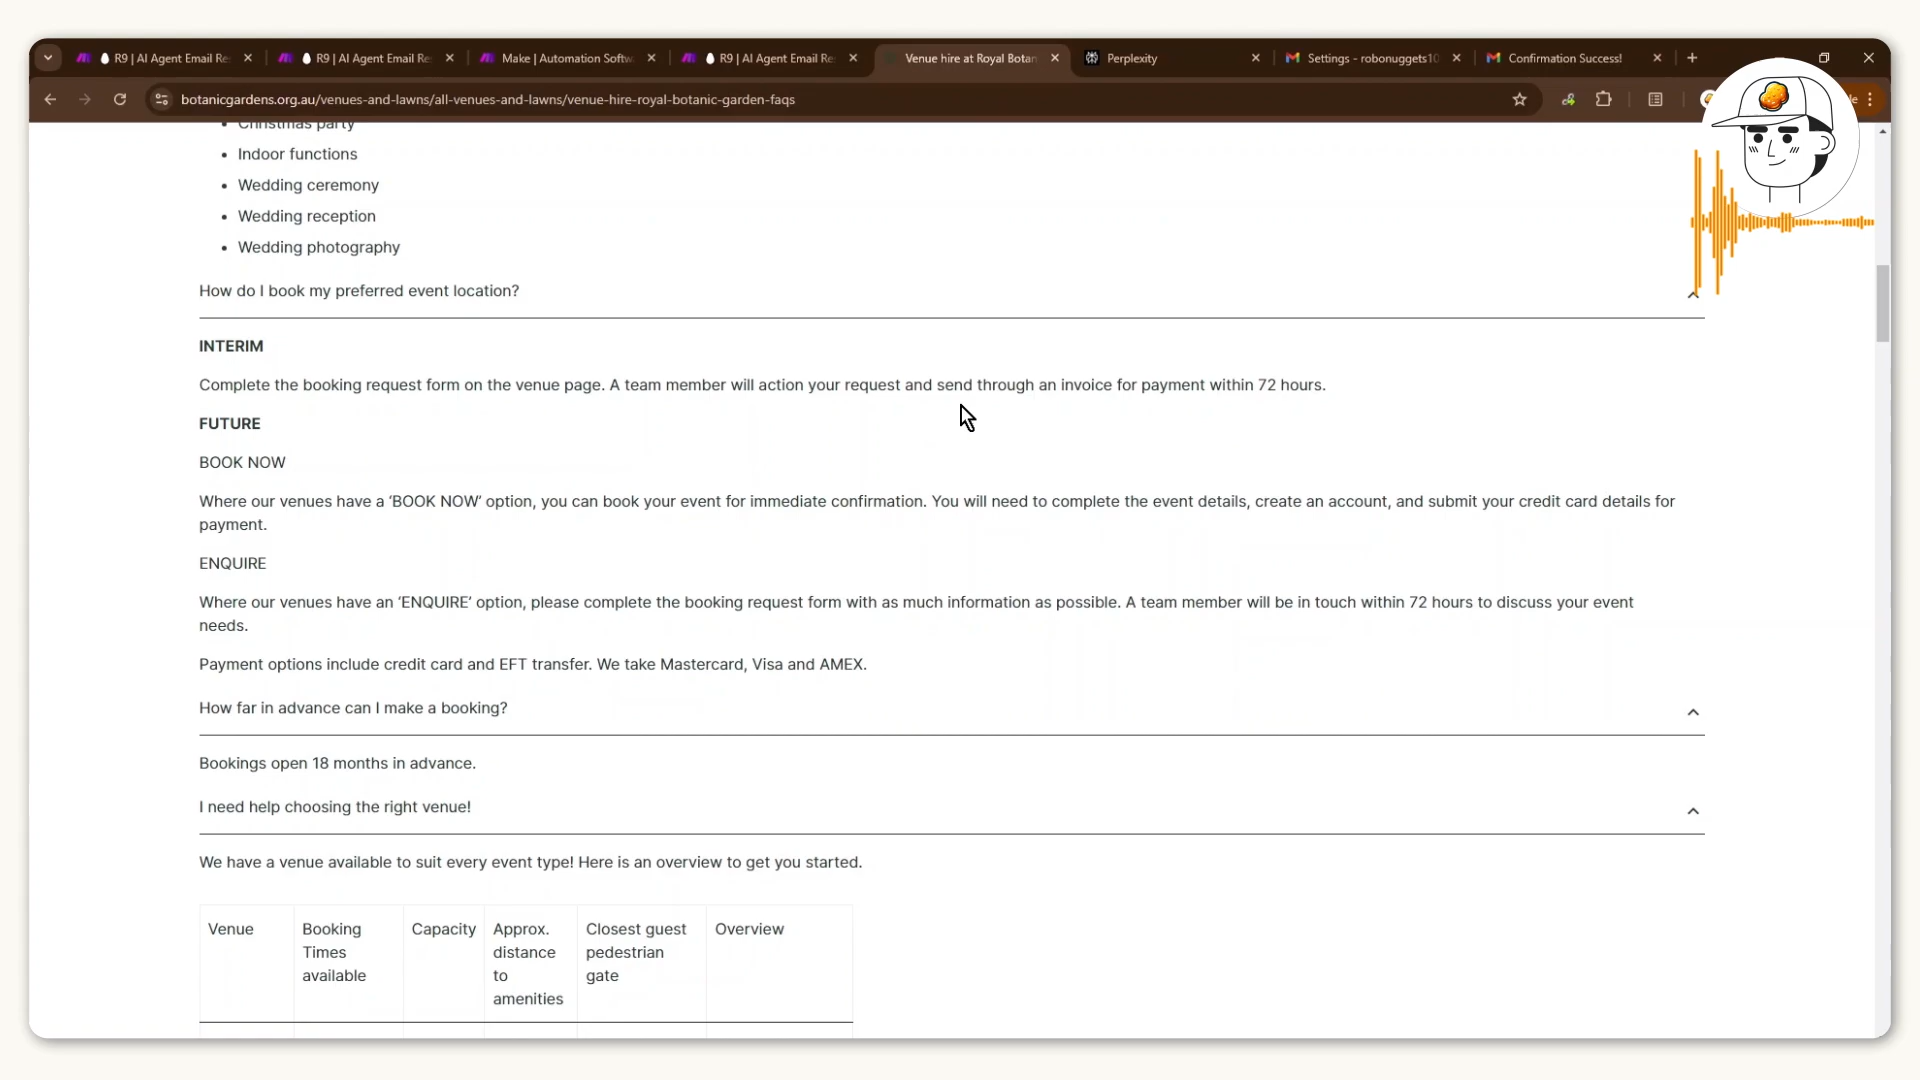 R9 | AI Agent Email Re
R9 | AI Agent Email Re
Make | Automation Softw
R9 | AI Agent Email Re
Venue hire at Royal Botan
Perplexity
Settings - robonuggets10
Confirmation Success!
botanicgardens.org.au/venues-and-lawns/all-venues-and-lawns/venue-hire-royal-botanic-garden-faqs
Christmas party
Indoor functions
Wedding ceremony
Wedding reception
Wedding photography
How do I book my preferred event location?
INTERIM
Complete the booking request form on the venue page. A team member will action your request and send through an invoice for payment within 72 hours.
FUTURE
BOOK NOW
Where our venues have a ‘BOOK NOW’ option, you can book your event for immediate confirmation. You will need to complete the event details, create an account, and submit your credit card details for
payment.
ENQUIRE
Where our venues have an ‘ENQUIRE’ option, please complete the booking request form with as much information as possible. A team member will be in touch within 72 hours to discuss your event
needs.
Payment options include credit card and EFT transfer. We take Mastercard, Visa and AMEX.
How far in advance can I make a booking?
Bookings open 18 months in advance.
I need help choosing the right venue!
We have a venue available to suit every event type! Here is an overview to get you started.
Venue
Booking
Times
available
Capacity
Approx.
distance
to
amenities
Closest guest
pedestrian
gate
Overview